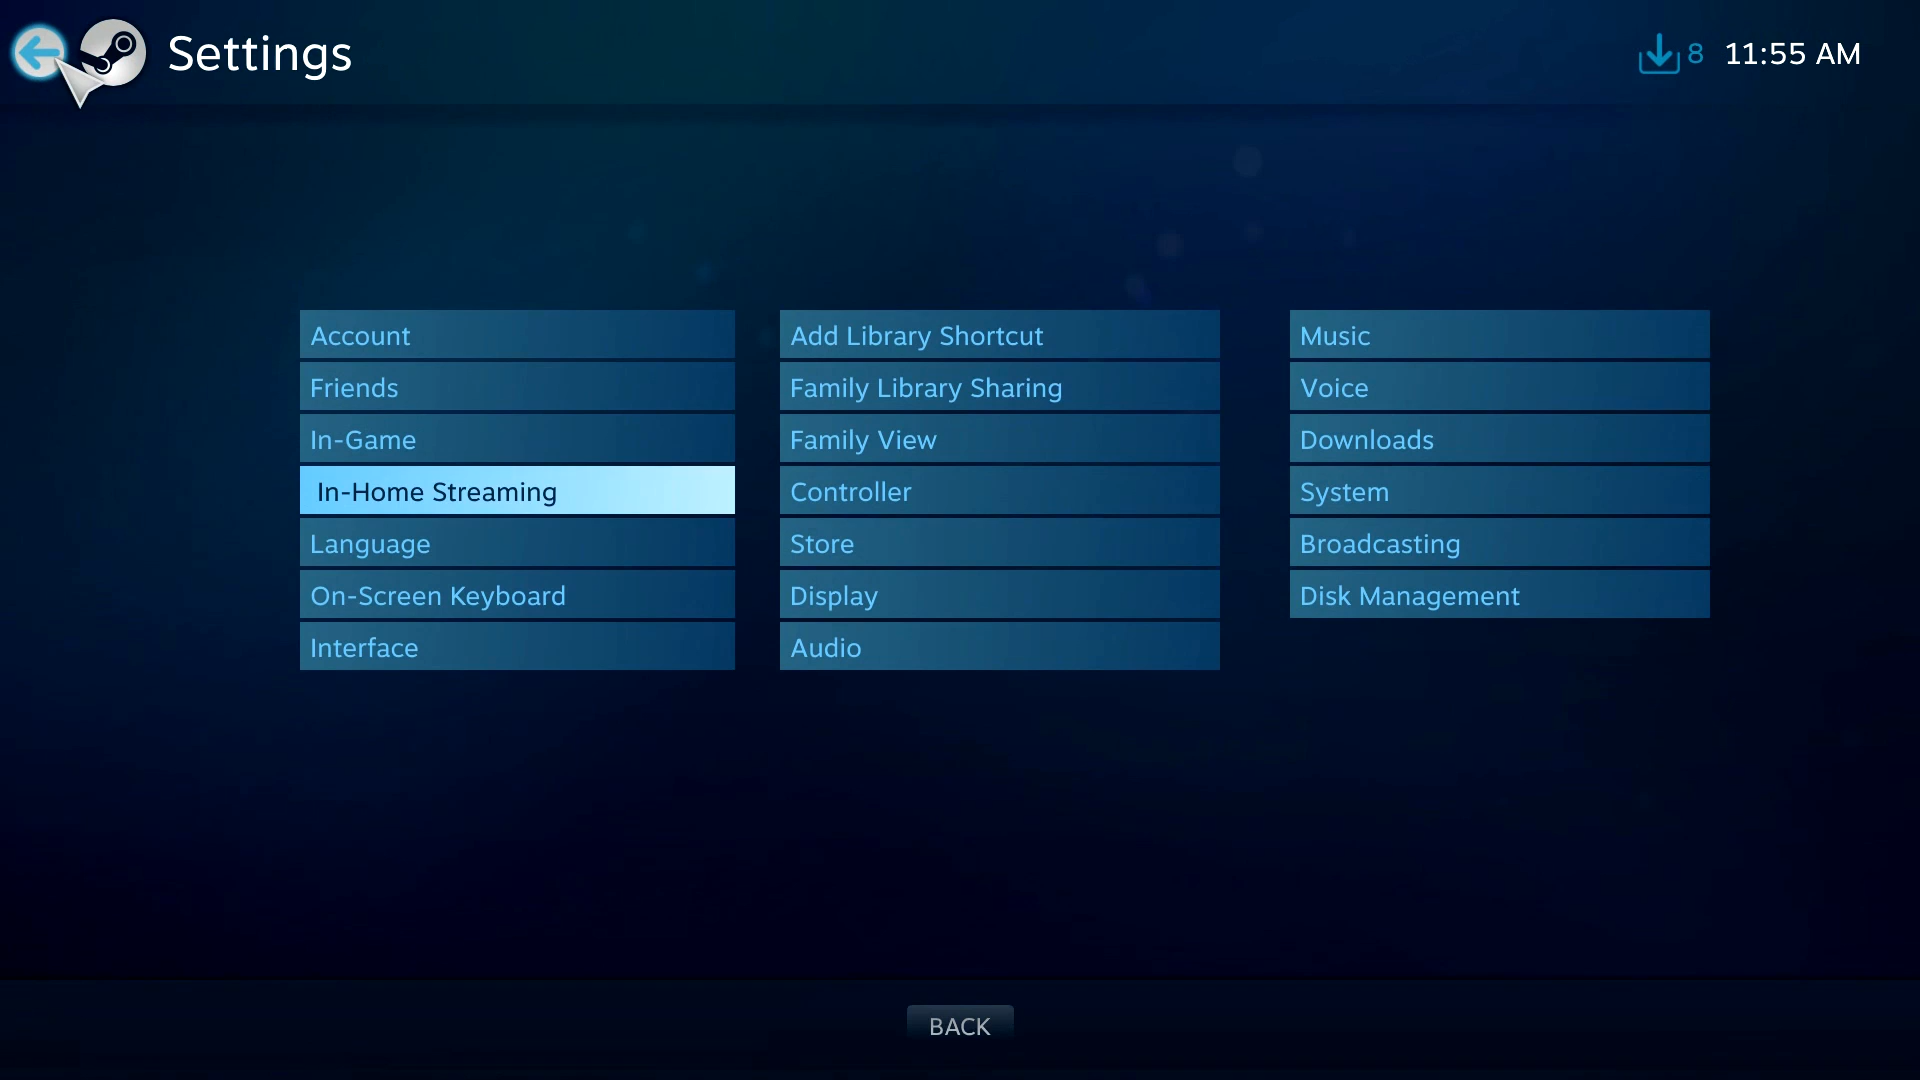 Settings
8 11:55 AM
Account
Friends
In-Game
In-Home Streaming
Language
On-Screen Keyboard
Interface
Add Library Shortcut
Family Library Sharing
Family View
Controller
Store
Display
Audio
Music
Voice
Downloads
System
Broadcasting
Disk Management
BACK